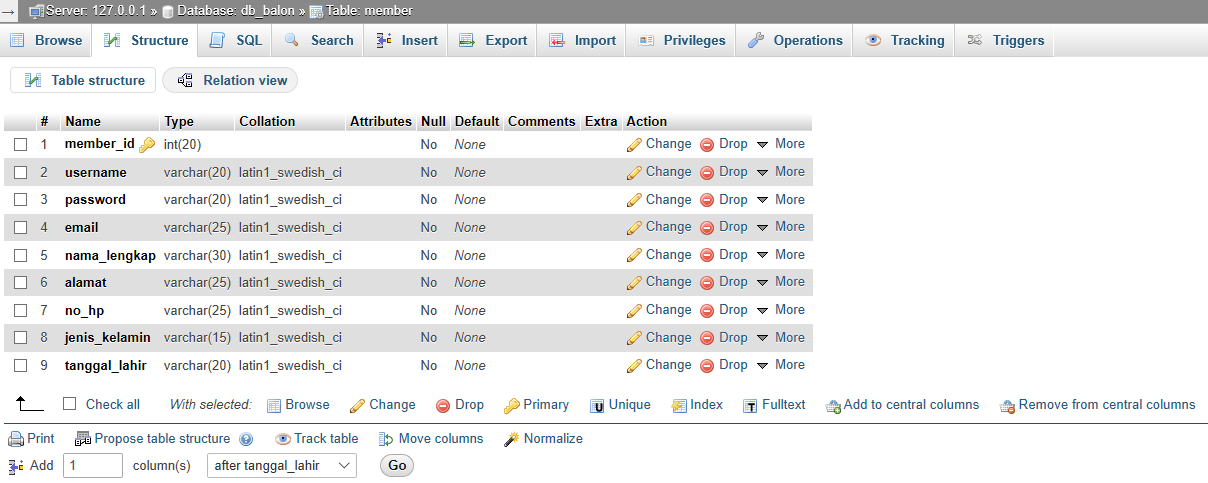 Server: 127.0.0.1 » Database: db_balon » Table: member
Browse Structure SQL Search Insert Export Import Privileges Operations Tracking Triggers
Table structure Relation view
# Name Type Collation Attributes Null Default Comments Extra Action
1 member_id int(20) No None Change Drop More
2 username varchar(20) latin1_swedish_ci No None Change Drop More
3 password varchar(20) latin1_swedish_ci No None Change Drop More
4 email varchar(25) latin1_swedish_ci No None Change Drop More
5 nama_lengkap varchar(30) latin1_swedish_ci No None Change Drop More
6 alamat varchar(25) latin1_swedish_ci No None Change Drop More
7 no_hp varchar(25) latin1_swedish_ci No None Change Drop More
8 jenis_kelamin varchar(15) latin1_swedish_ci No None Change Drop More
9 tanggal_lahir varchar(20) latin1_swedish_ci No None Change Drop More
Check all With selected: Browse Change Drop Primary Unique Index Fulltext Add to central columns Remove from central columns
Print Propose table structure Track table Move columns Normalize
Add 1 column(s) after tanggal_lahir Go